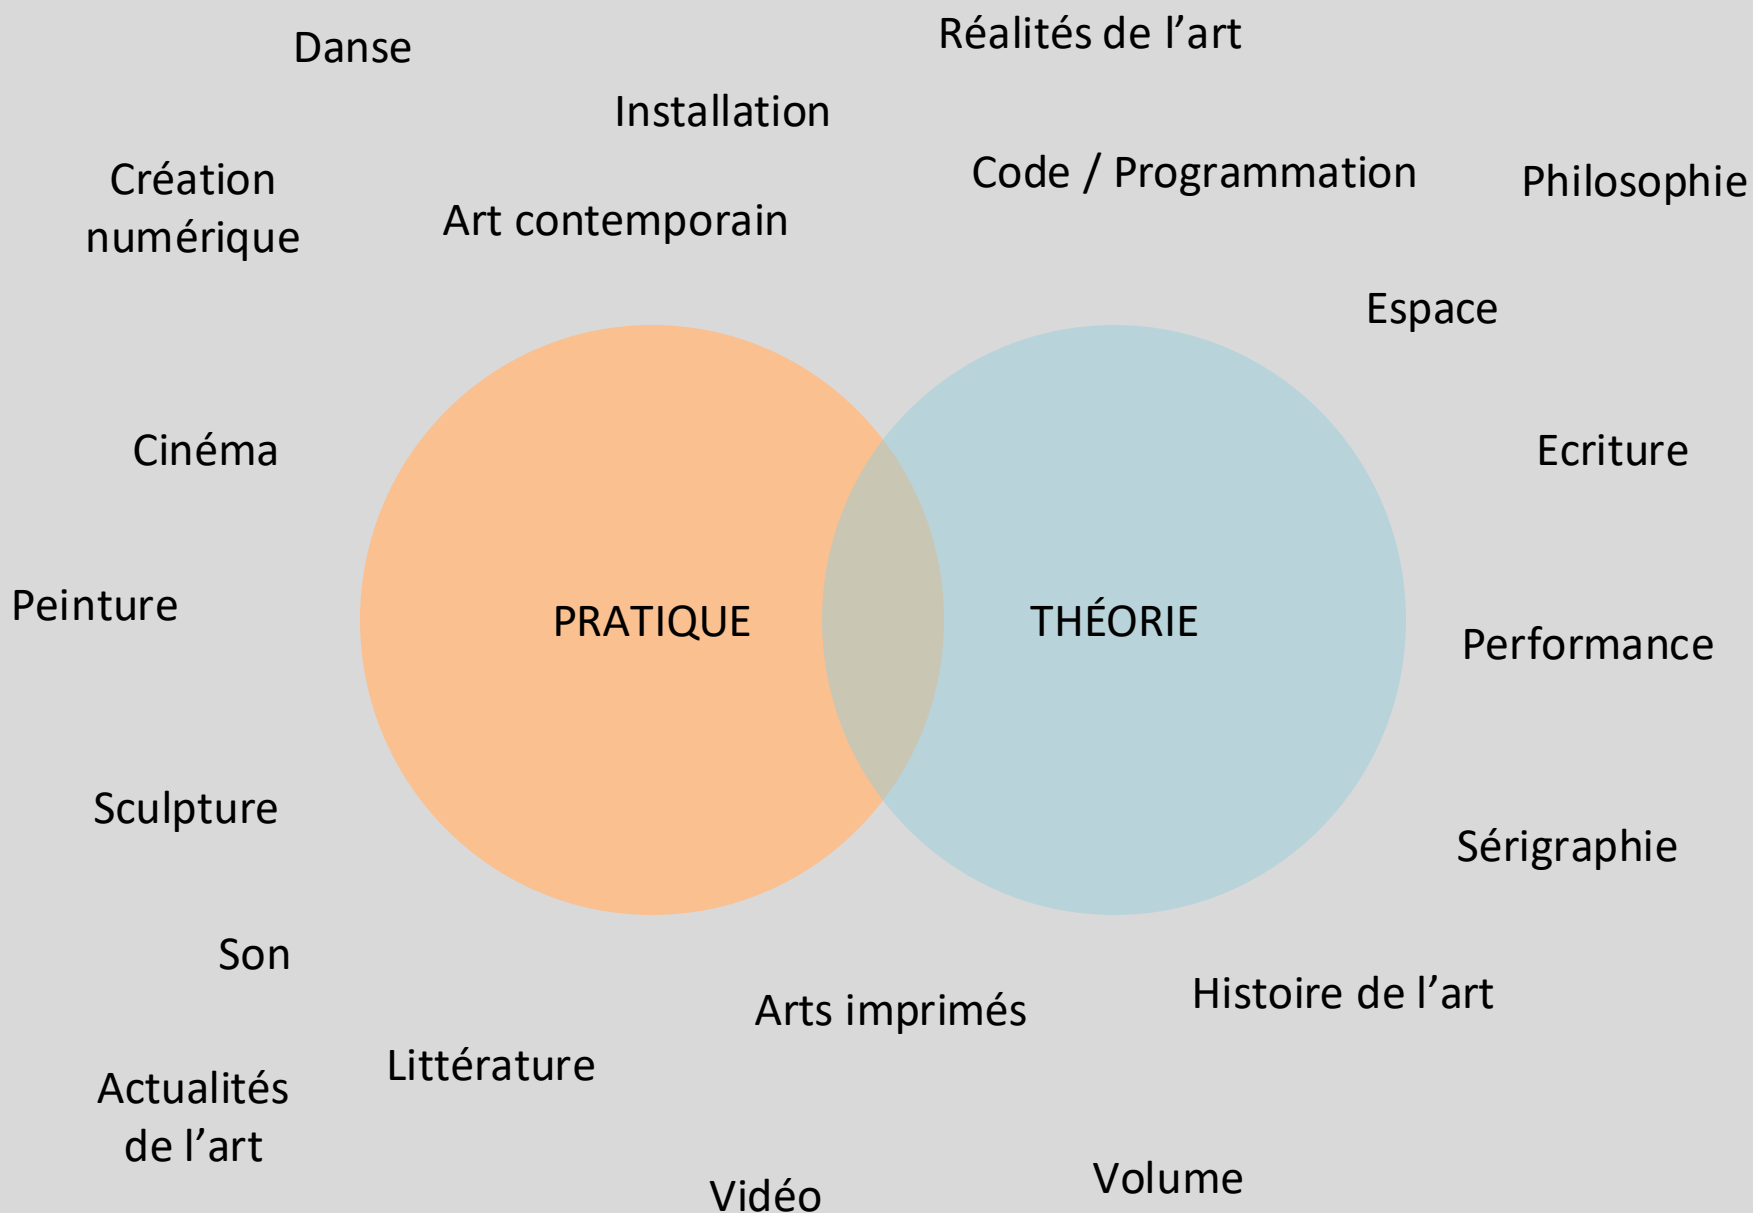 Danse
Réalités de l’art
Installation
Création
numérique
Art contemporain
Code / Programmation
Philosophie
Espace
Cinéma
Ecriture
Peinture
PRATIQUE
THÉORIE
Performance
Sculpture
Sérigraphie
Son
Arts imprimés
Histoire de l’art
Littérature
Actualités
de l’art
Vidéo
Volume